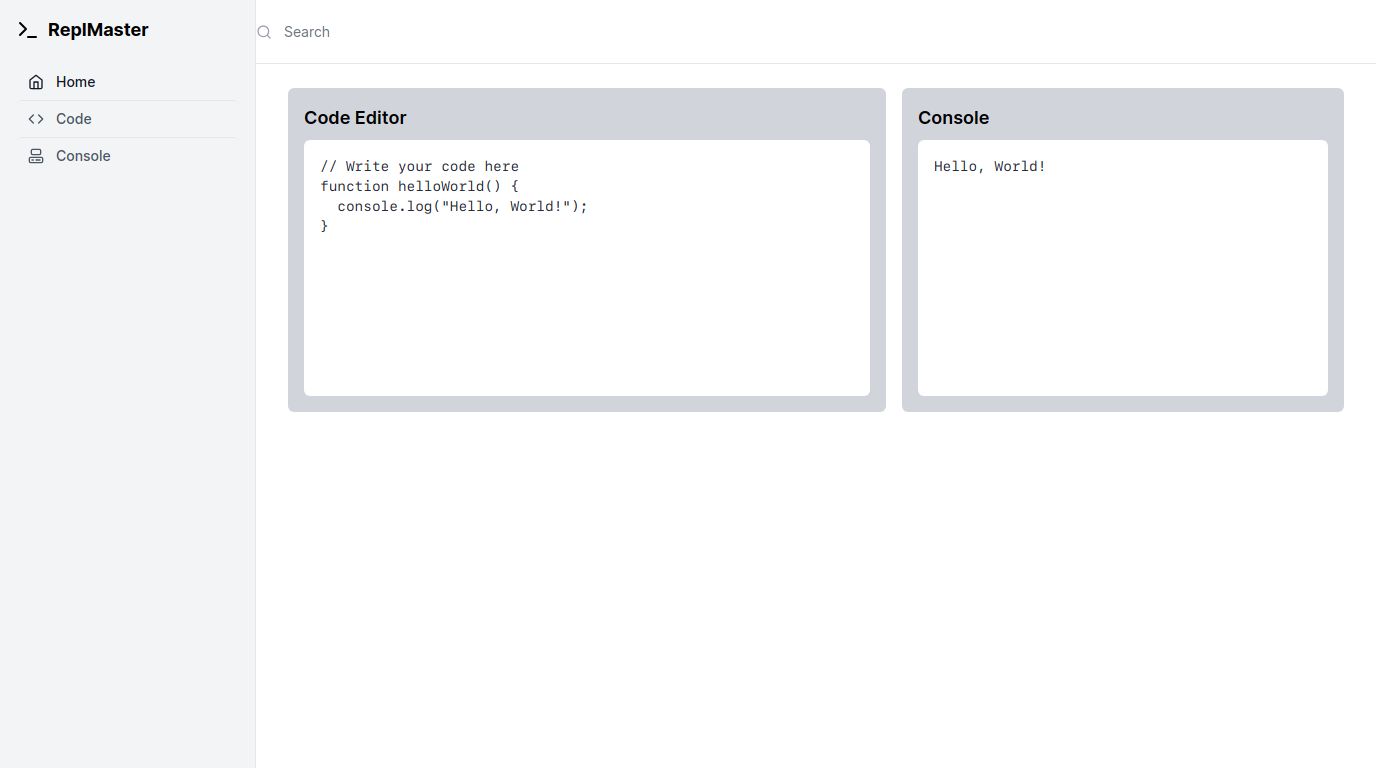 ReplMaster
Search
Home
Code
Console
Code Editor
// Write your code here
function helloWorld() {
  console.log("Hello, World!");
}
Console
Hello, World!